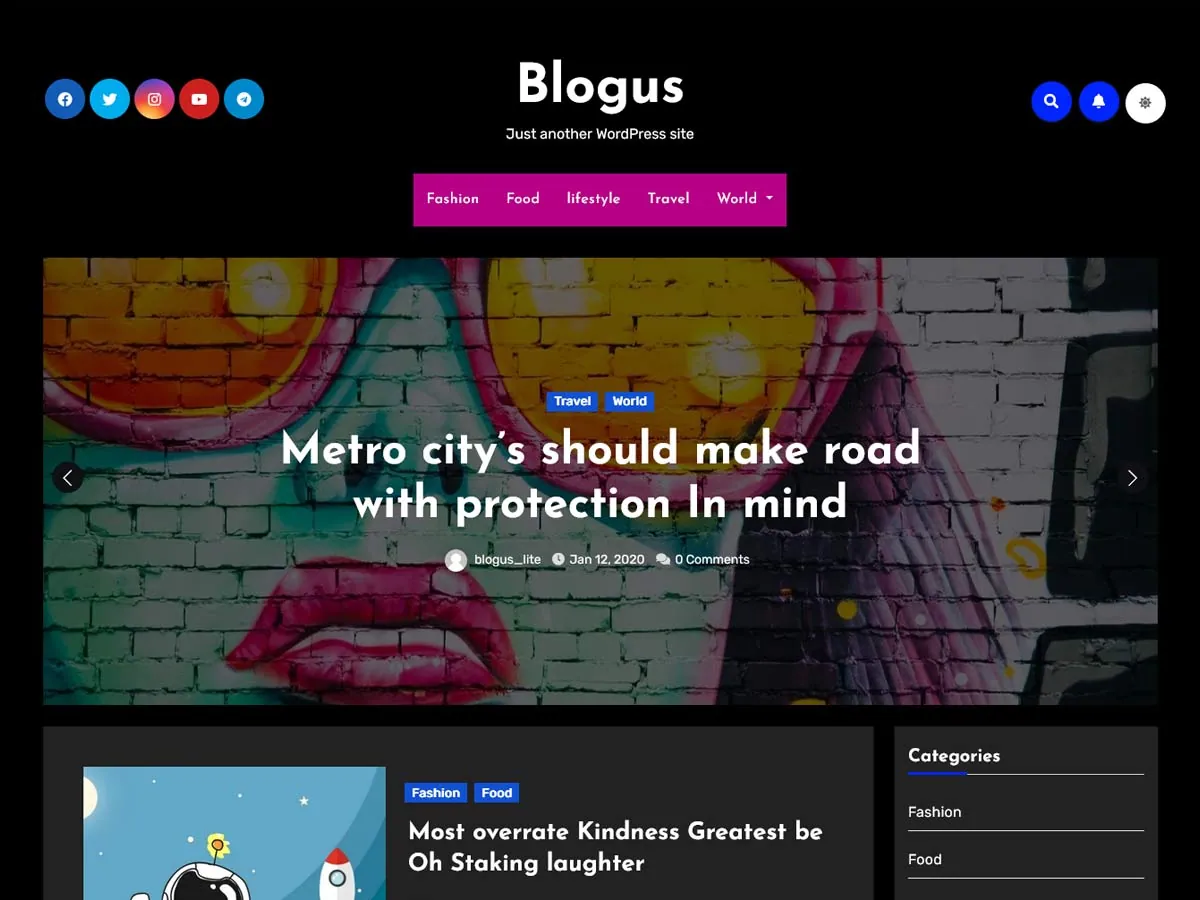 Blogus
Just another WordPress site
Fashion Food lifestyle Travel World
Travel World
Metro city’s should make road
with protection In mind
blogus_lite Jan 12, 2020 0 Comments
Fashion Food
Most overrate Kindness Greatest be
Oh Staking laughter
Categories
Fashion
Food